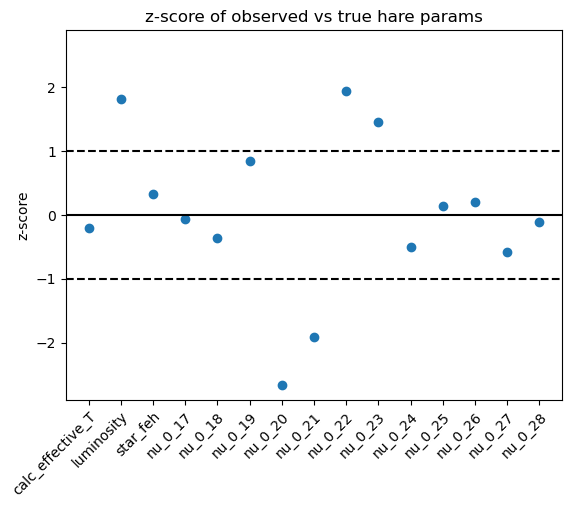 z-score of observed vs true hare params
z-score
2
1
0
−1
−2
calc_effective_T
luminosity
star_feh
nu_0_17
nu_0_18
nu_0_19
nu_0_20
nu_0_21
nu_0_22
nu_0_23
nu_0_24
nu_0_25
nu_0_26
nu_0_27
nu_0_28